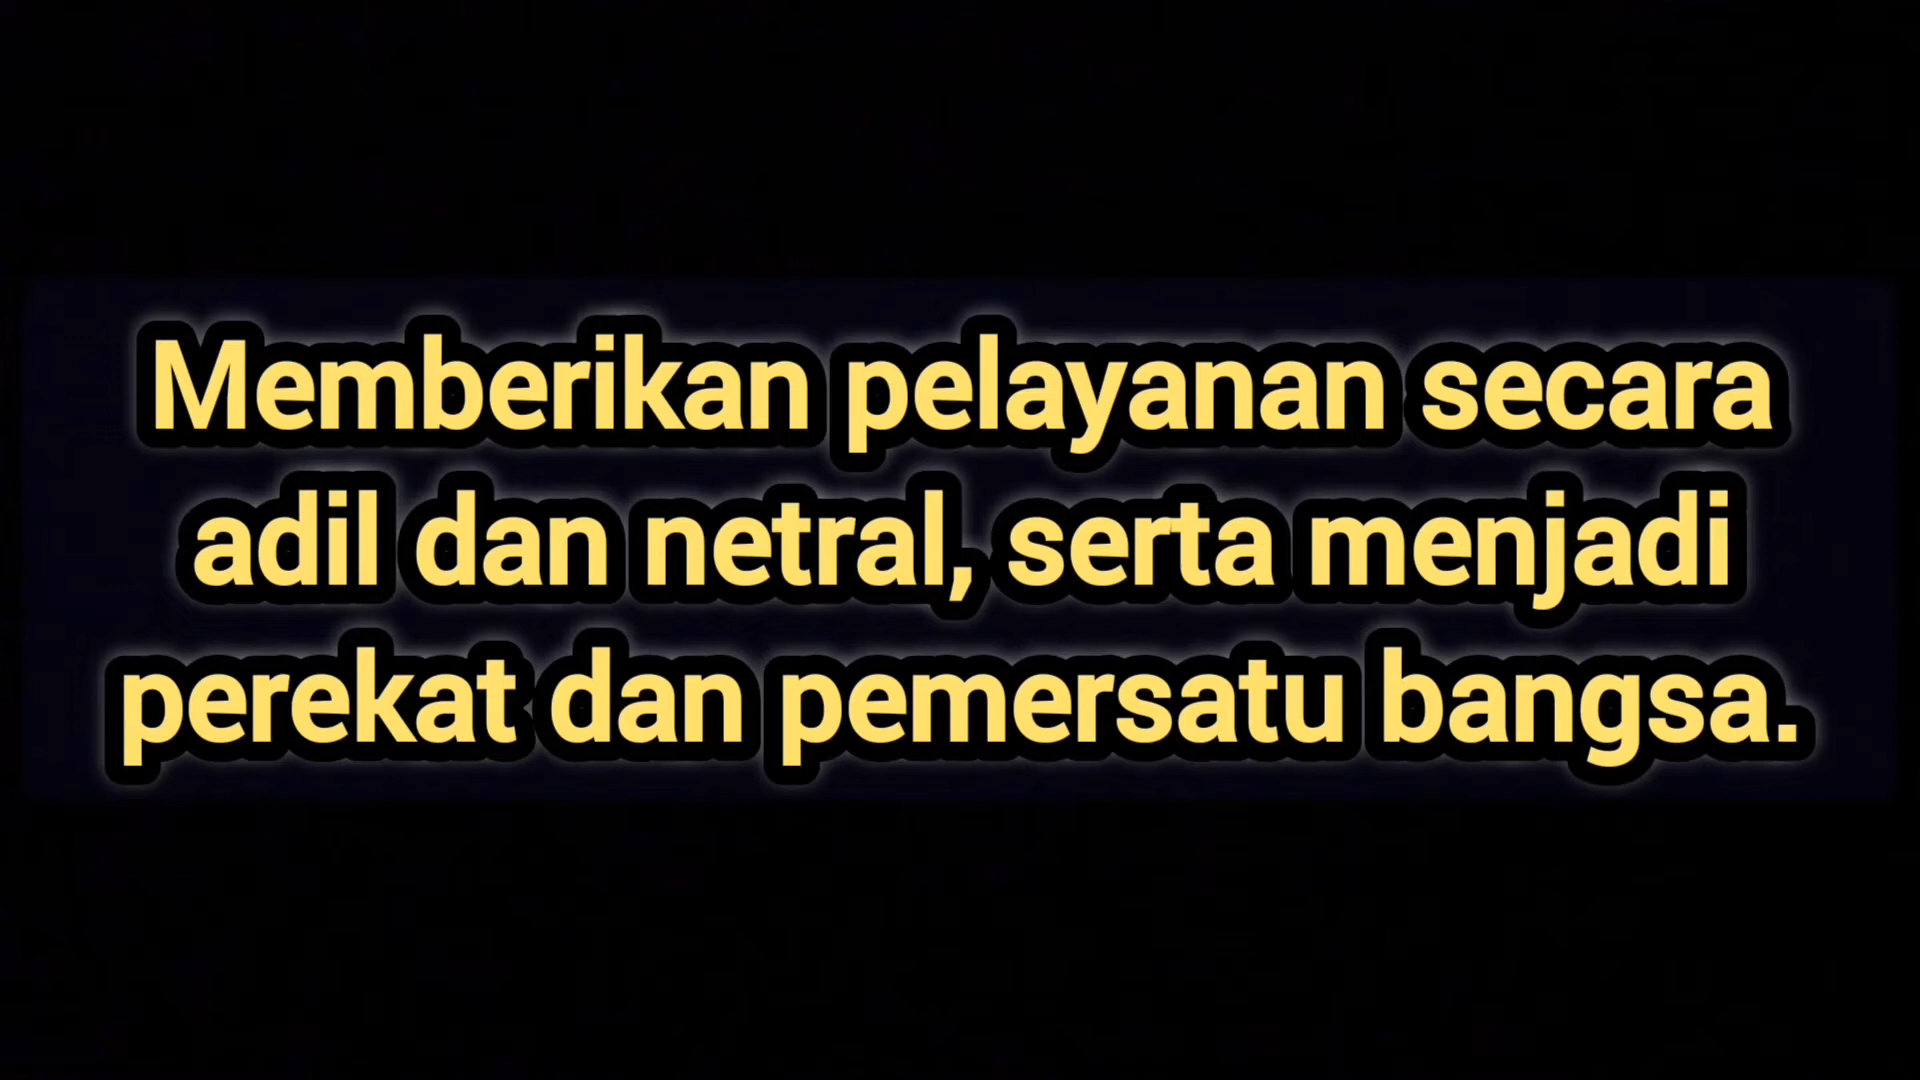 Memberikan pelayanan secara
adil dan netral, serta menjadi
perekat dan pemersatu bangsa.